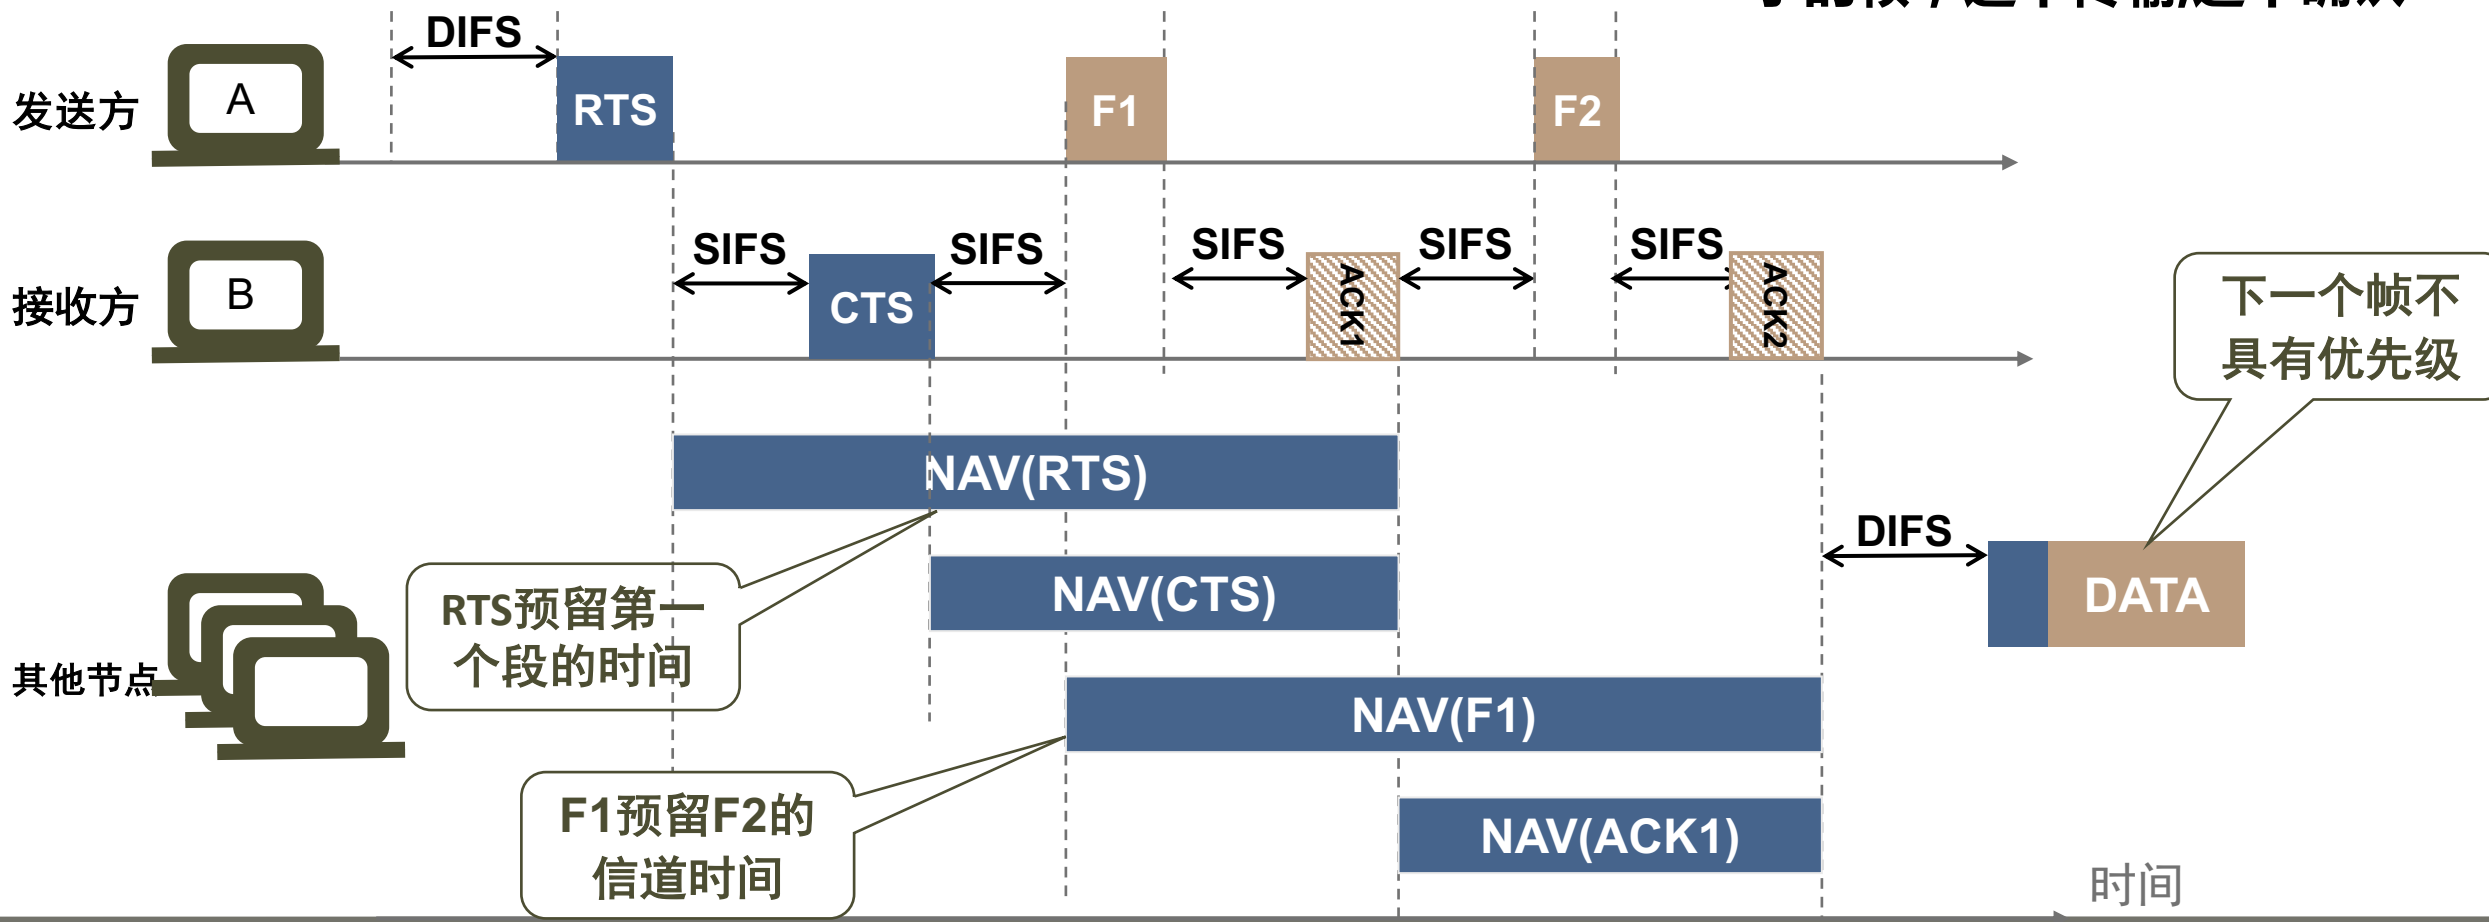 DIFS
发送方
A
RTS
F1
F2
SIFS
SIFS
SIFS
SIFS
SIFS
接收方
B
CTS
ACK1
ACK2
下一个帧不
具有优先级
NAV(RTS)
DIFS
NAV(CTS)
DATA
RTS预留第一
个段的时间
其他节点
NAV(F1)
F1预留F2的
信道时间
NAV(ACK1)
时间